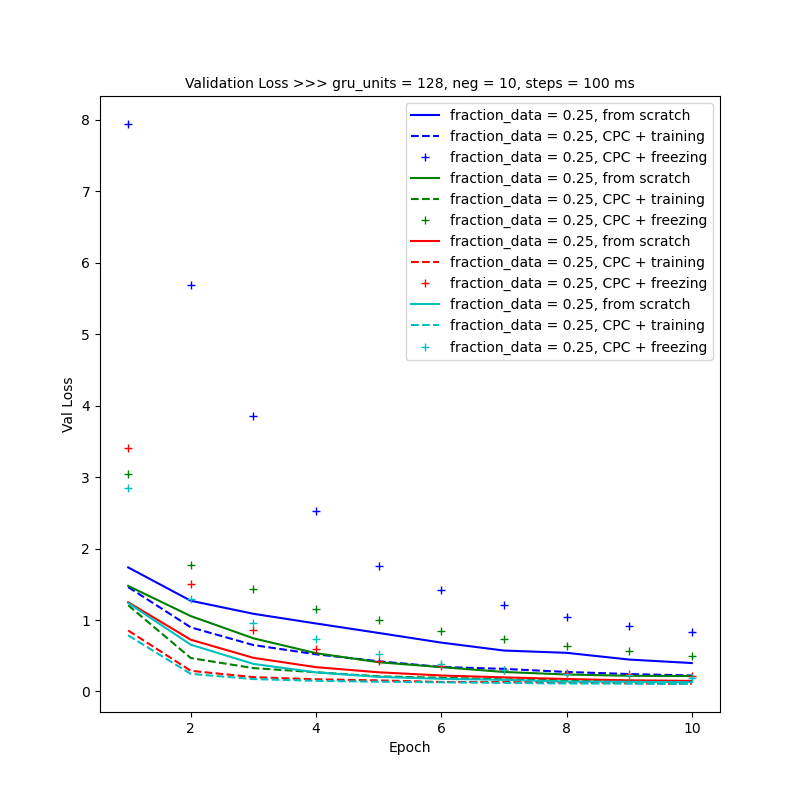 Validation Loss >>> gru_units = 128, neg = 10, steps = 100 ms
fraction_data = 0.25, from scratch
fraction_data = 0.25, CPC + training
fraction_data = 0.25, CPC + freezing
fraction_data = 0.25, from scratch
fraction_data = 0.25, CPC + training
fraction_data = 0.25, CPC + freezing
fraction_data = 0.25, from scratch
fraction_data = 0.25, CPC + training
fraction_data = 0.25, CPC + freezing
fraction_data = 0.25, from scratch
fraction_data = 0.25, CPC + training
fraction_data = 0.25, CPC + freezing
8
7
6
5
4
3
2
1
0
Val Loss
2 4 6 8 10
Epoch